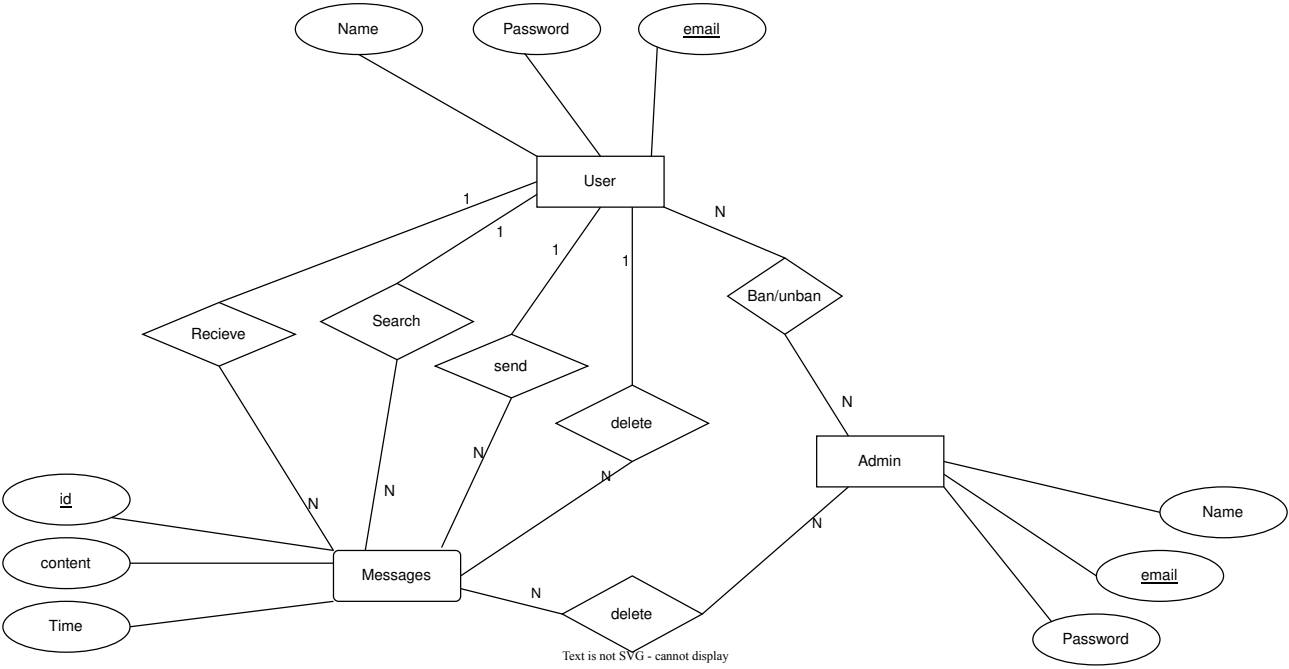 Name
Password
email
User
1
1
1
1
N
Recieve
Search
send
delete
Ban/unban
N
N
N
N
N
Admin
id
content
Time
Messages
N
N
delete
Name
email
Password
Text is not SVG - cannot display